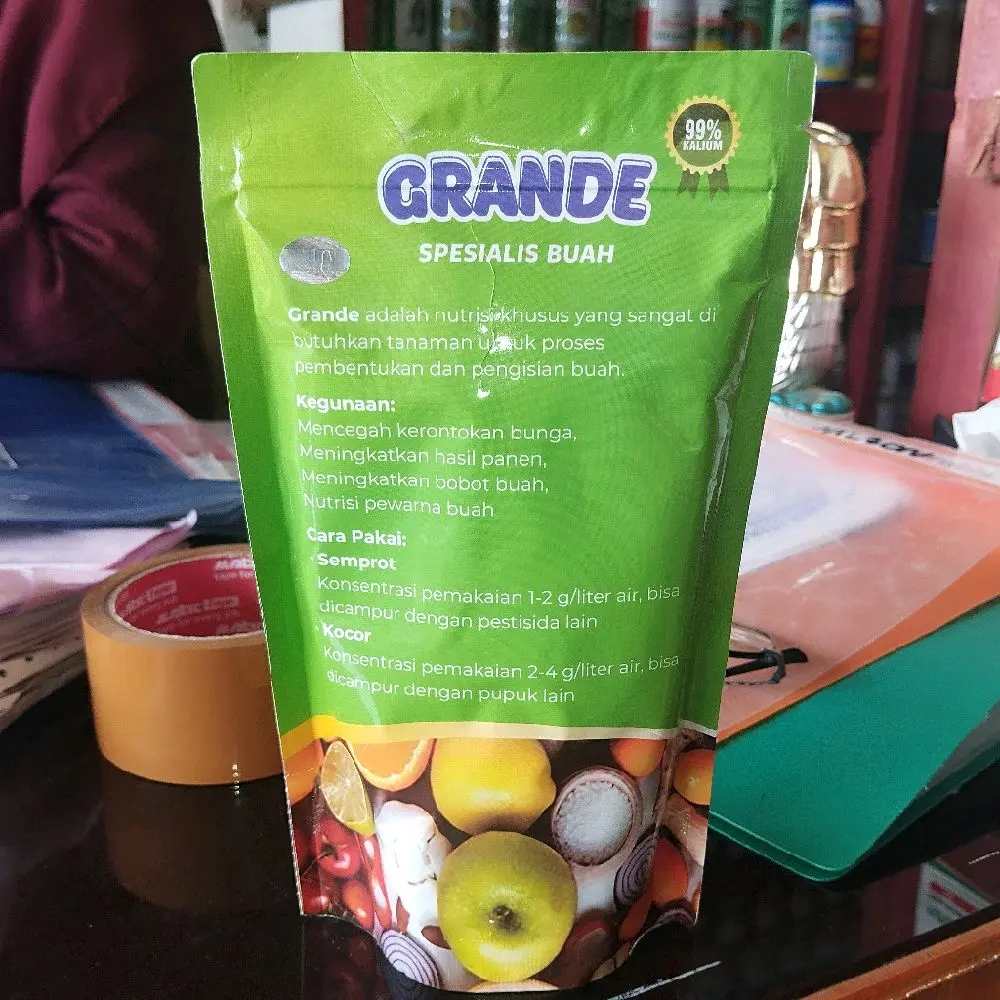 99%
KALIUM
GRANDE
SPESIALIS BUAH
Grande adalah nutrisi khusus yang sangat di
butuhkan tanaman untuk proses
pembentukan dan pengisian buah.
Kegunaan:
Mencegah kerontokan bunga,
Meningkatkan hasil panen,
Meningkatkan bobot buah,
Nutrisi pewarna buah
Cara Pakai:
Semprot
Konsentrasi pemakaian 1-2 g/liter air, bisa
dicampur dengan pestisida lain
Kocor
Konsentrasi pemakaian 2-4 g/liter air, bisa
dicampur dengan pupuk lain